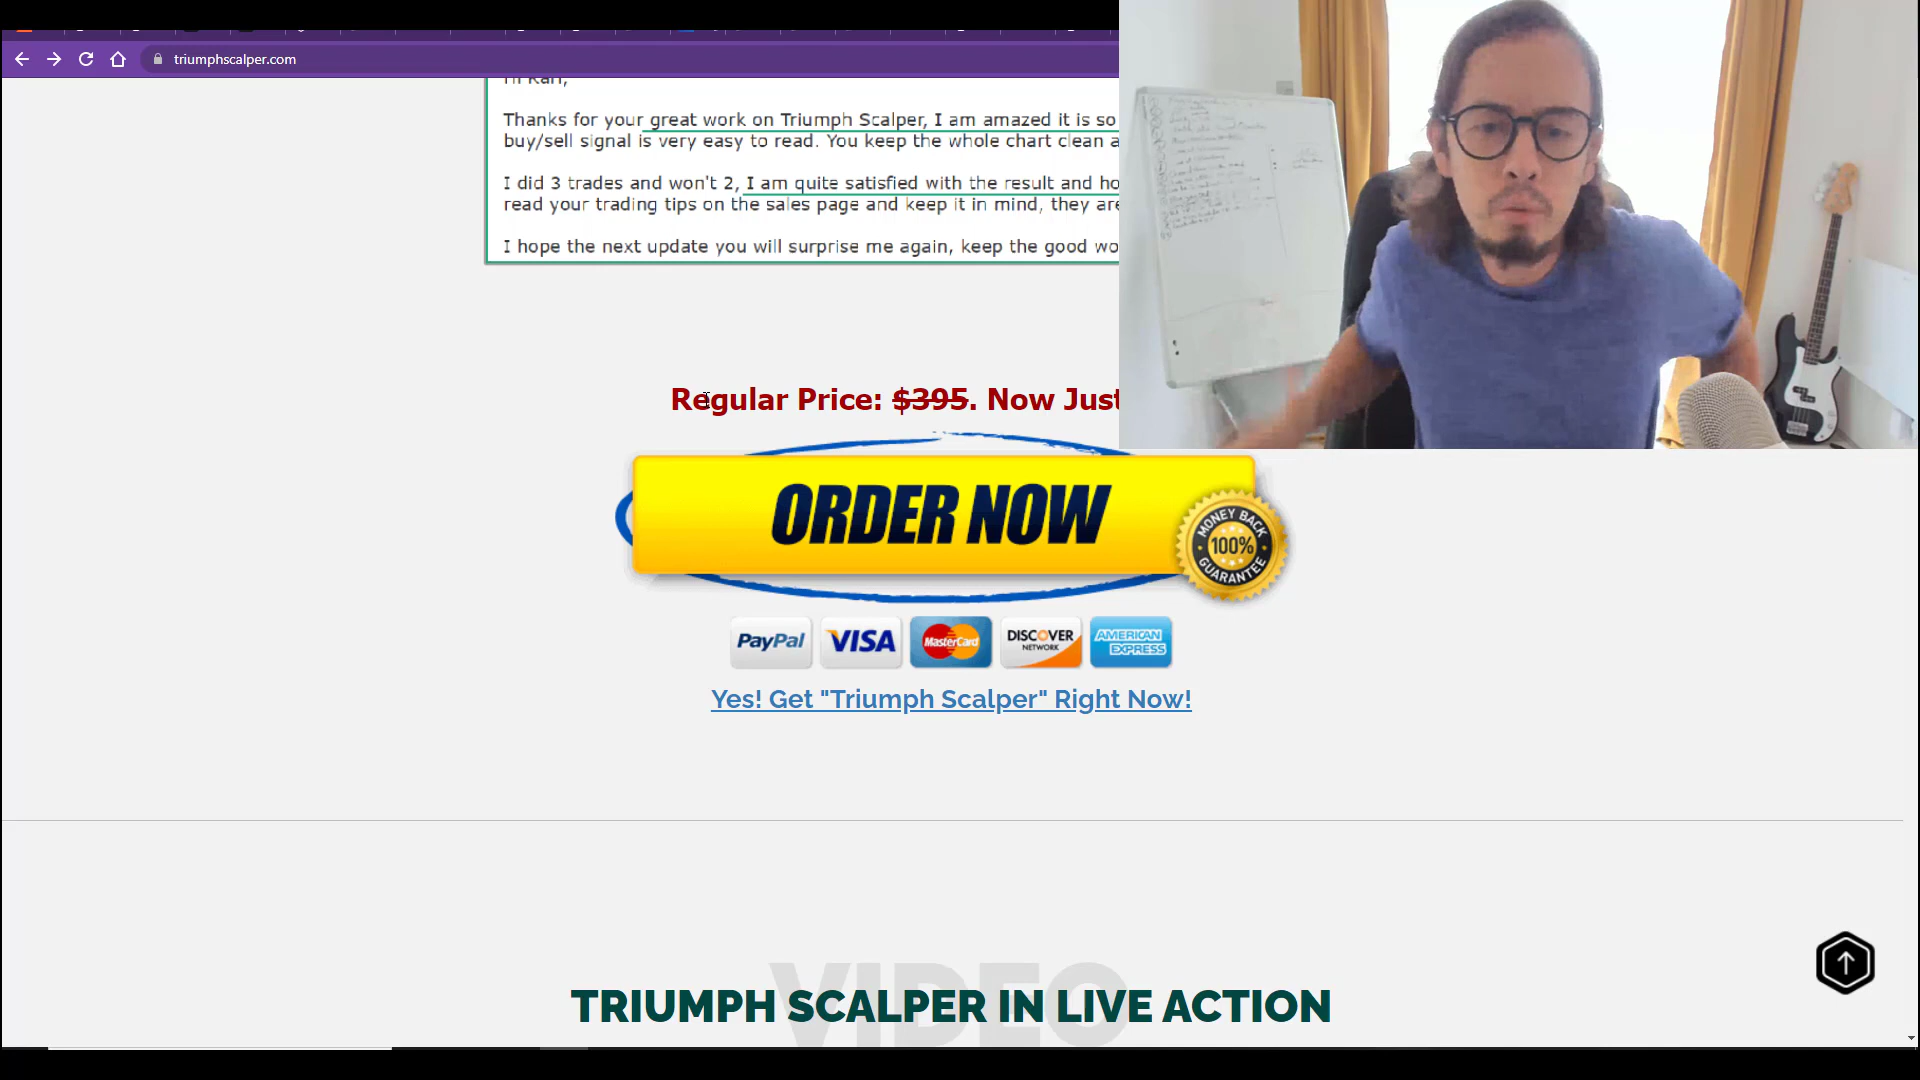 triumphscalper.com
Hi Karl,
Thanks for your great work on Triumph Scalper, I am amazed it is so
buy/sell signal is very easy to read. You keep the whole chart clean a
I did 3 trades and won't 2, I am quite satisfied with the result and ho
read your trading tips on the sales page and keep it in mind, they are
I hope the next update you will surprise me again, keep the good wo
Regular Price: $395. Now Just
ORDER NOW
MONEY BACK
100%
GUARANTEE
PayPal VISA MasterCard DISCOVER NETWORK AMERICAN EXPRESS
Yes! Get "Triumph Scalper" Right Now!
VIDEO
TRIUMPH SCALPER IN LIVE ACTION